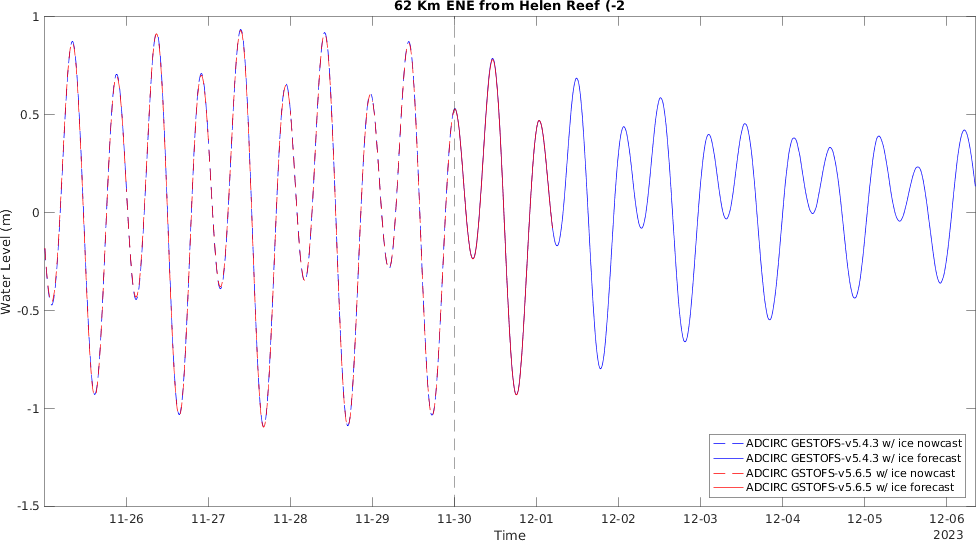 62 Km ENE from Helen Reef (-2
1
0.5
0
-0.5
-1
-1.5
Water Level (m)
11-26
11-27
11-28
11-29
11-30
12-01
12-02
12-03
12-04
12-05
12-06
2023
Time
ADCIRC GESTOFS-v5.4.3 w/ ice nowcast
ADCIRC GESTOFS-v5.4.3 w/ ice forecast
ADCIRC GSTOFS-v5.6.5 w/ ice nowcast
ADCIRC GSTOFS-v5.6.5 w/ ice forecast